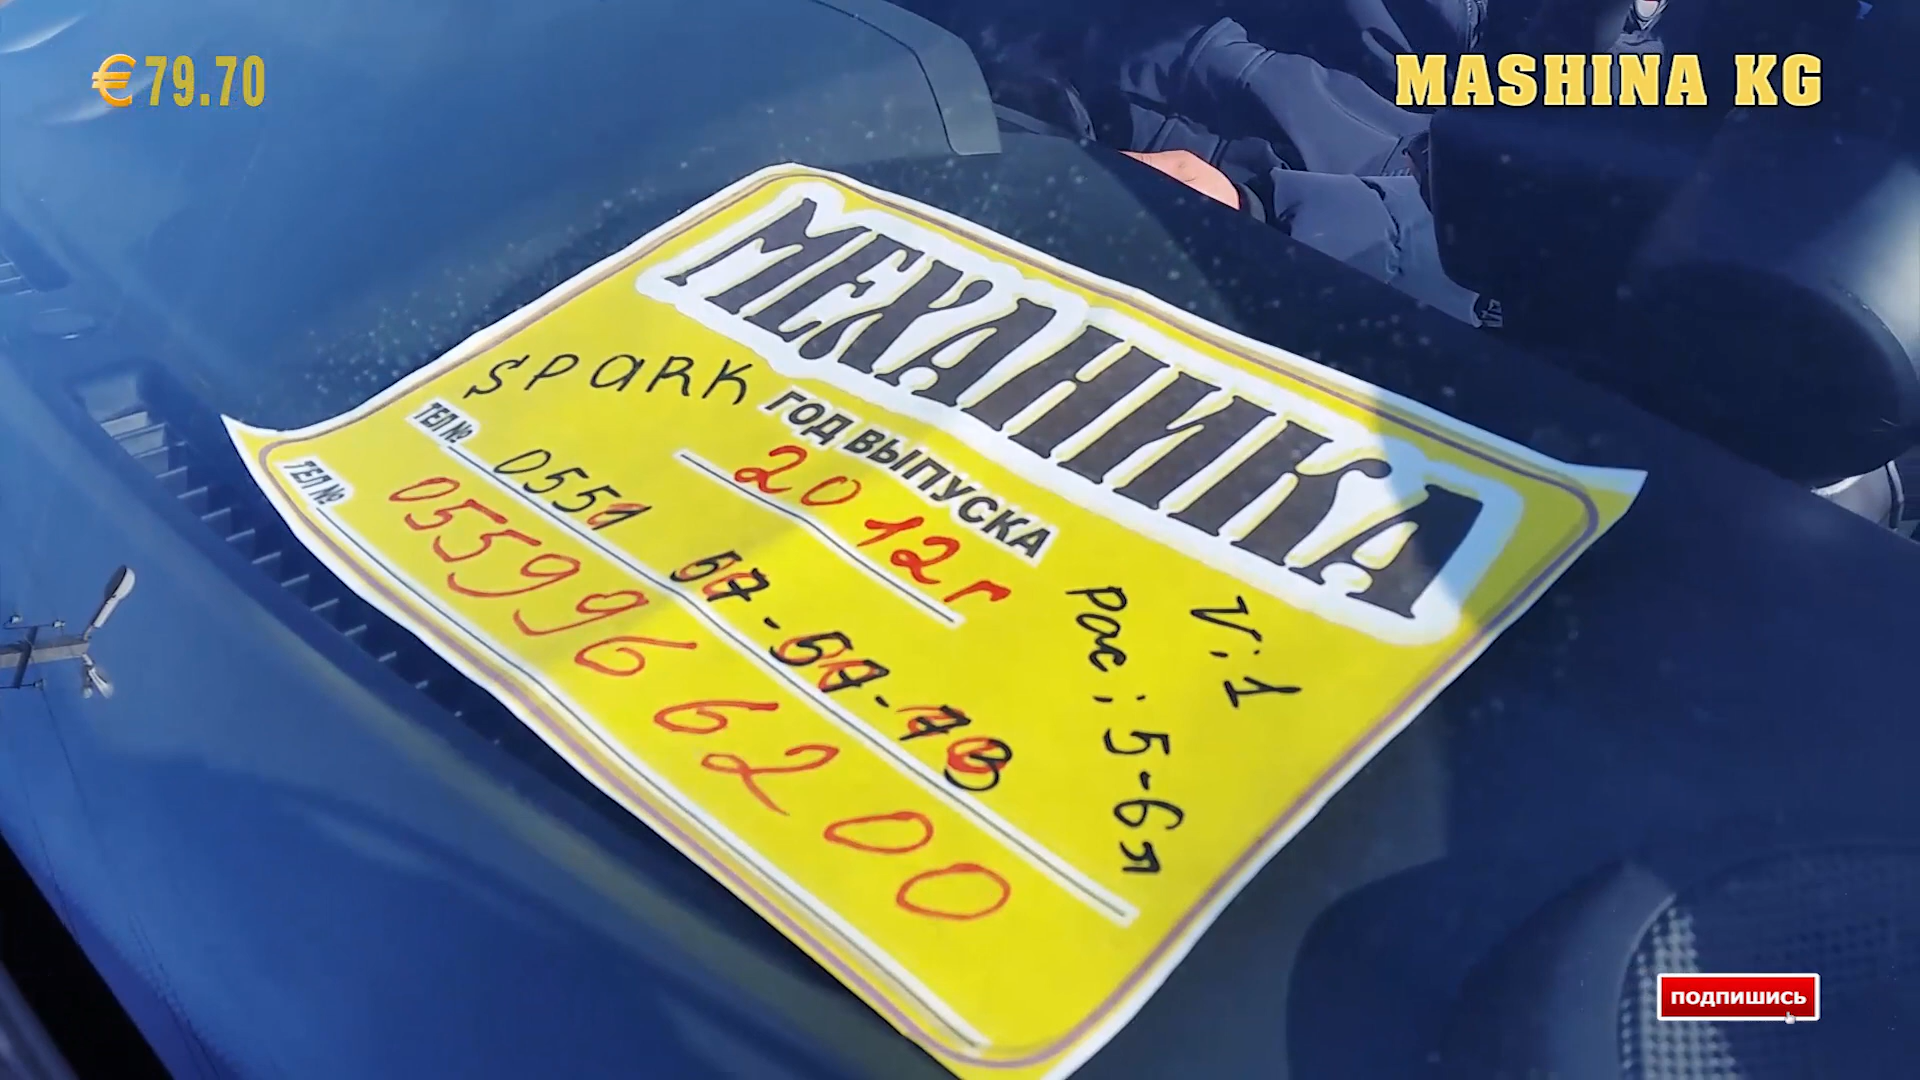 €79.70
MASHINA KG
МЕХАНИКА
SPARK
ГОД ВЫПУСКА
2012г
V:1
Рас; 5-6л
ТЕЛ №
0551
ТЕЛ №
0559966200
ПОДПИШИСЬ